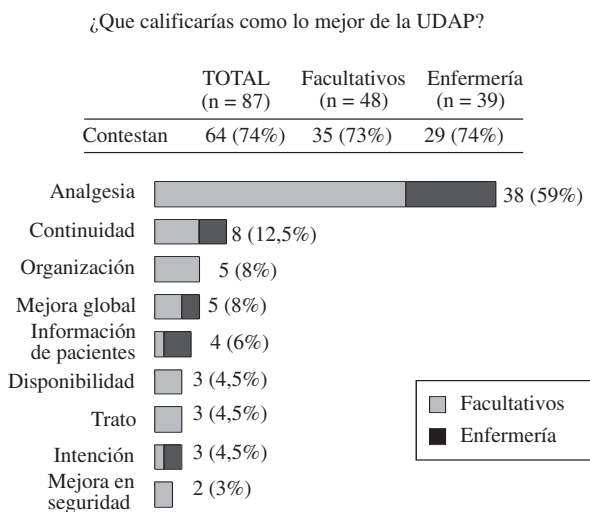 ¿Que calificarías como lo mejor de la UDAP?
TOTAL Facultativos Enfermería
(n = 87) (n = 48) (n = 39)
Contestan 64 (74%) 35 (73%) 29 (74%)
Analgesia 38 (59%)
Continuidad 8 (12,5%)
Organización 5 (8%)
Mejora global 5 (8%)
Información
de pacientes 4 (6%)
Disponibilidad 3 (4,5%)
Trato 3 (4,5%)
Intención 3 (4,5%)
Mejora en
seguridad 2 (3%)
Facultativos
Enfermería